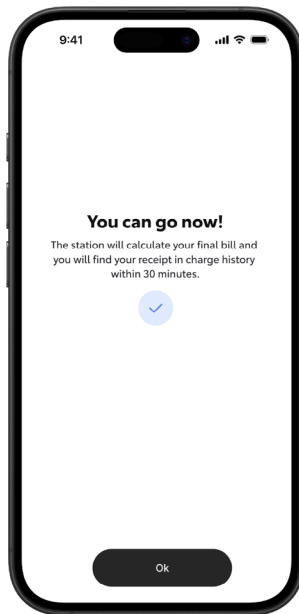 9:41
You can go now!
The station will calculate your final bill and
you will find your receipt in charge history
within 30 minutes.
Ok